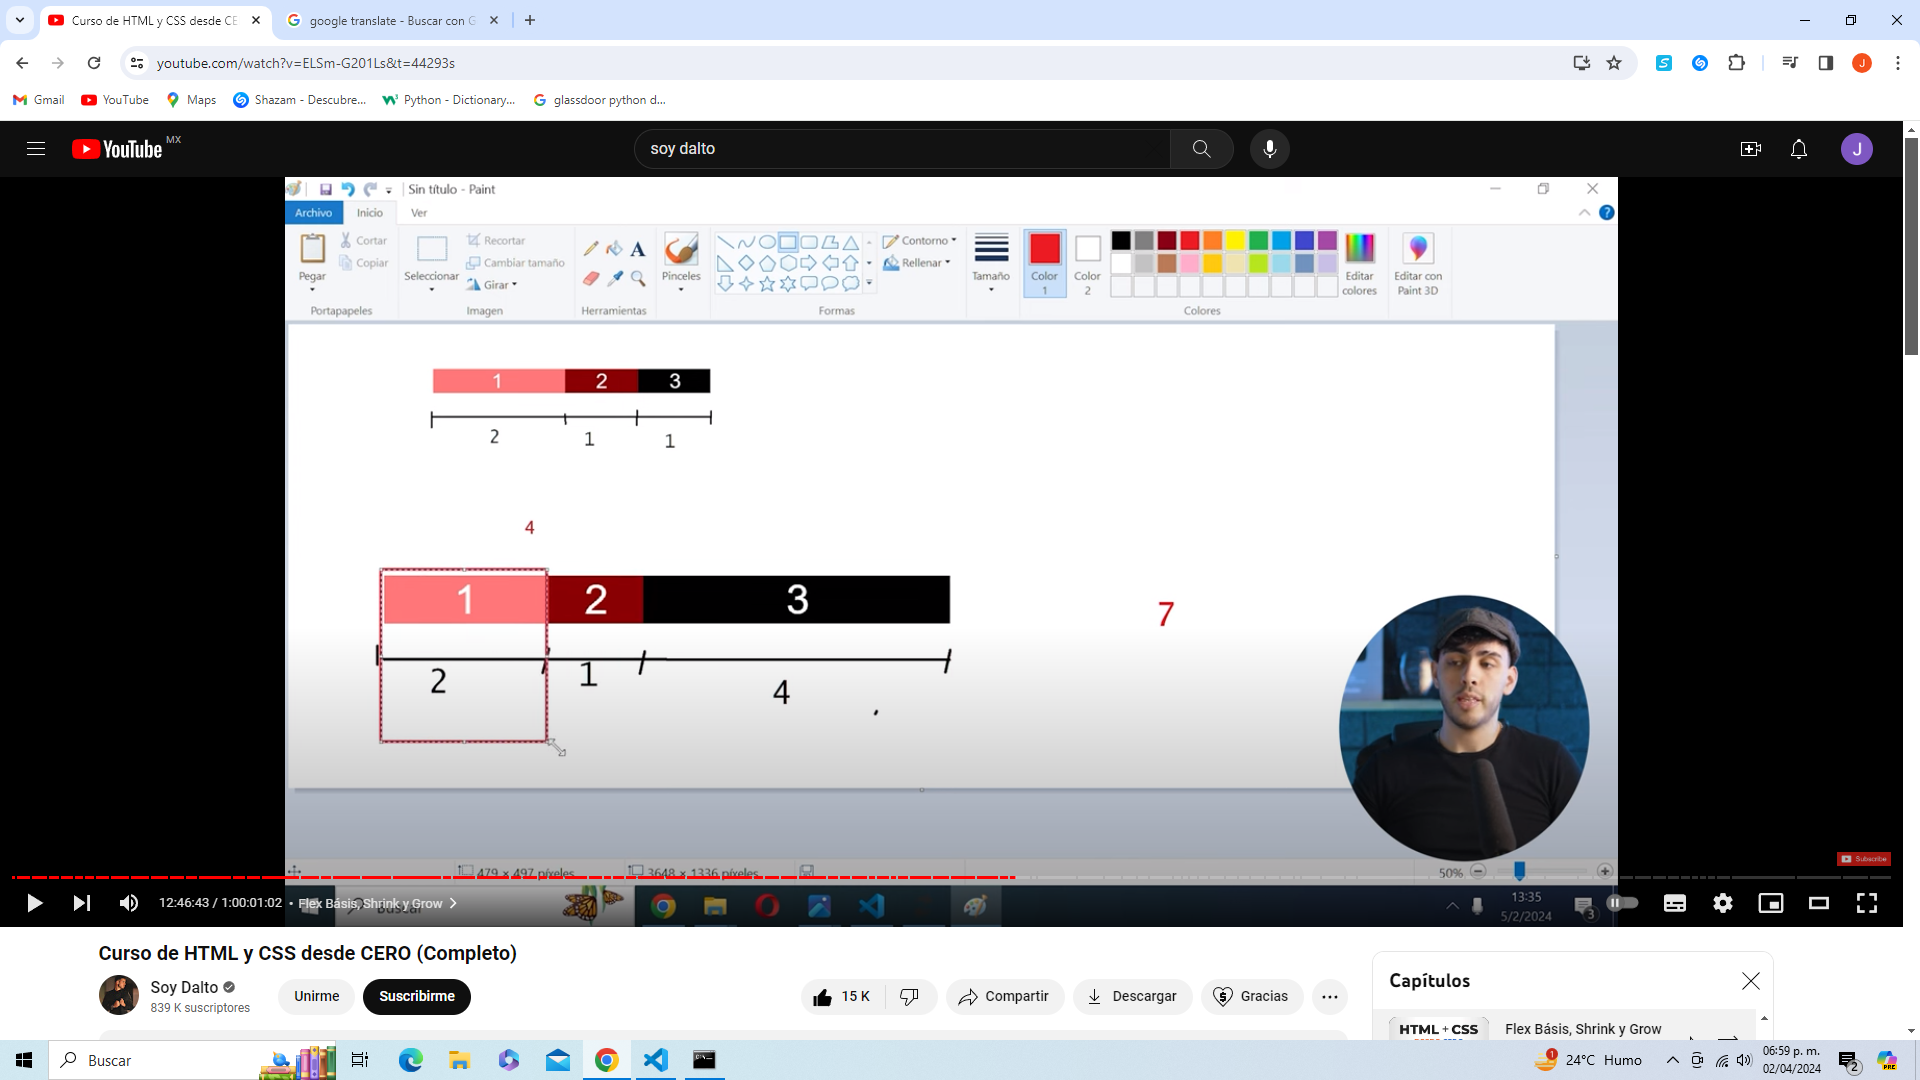 Curso de HTML y CSS desde CE
google translate - Buscar con G
youtube.com/watch?v=ELSm-G201Ls&t=44293s
J
Gmail
YouTube
Maps
Shazam - Descubre...
Python - Dictionary...
glassdoor python d...
YouTube MX
soy dalto
J
Sin título - Paint
Archivo
Inicio
Ver
Pegar
Cortar
Copiar
Portapapeles
Seleccionar
Recortar
Cambiar tamaño
Girar
Imagen
Herramientas
Pinceles
Contorno
Rellenar
Formas
Tamaño
Color 1
Color 2
Editar colores
Colores
Editar con Paint 3D
1 2 3
2 1 1
4
1 2 3
2 1 4
7
479 × 497 píxeles
3648 × 1336 píxeles
50%
Subscribe
12:46:43 / 1:00:01:02 • Flex Básis, Shrink y Grow
Buscar
13:35
5/2/2024
3
Curso de HTML y CSS desde CERO (Completo)
Soy Dalto
839 K suscriptores
Unirme
Suscribirme
15 K
Compartir
Descargar
Gracias
Capítulos
HTML + CSS
Flex Básis, Shrink y Grow
Buscar
1
24°C Humo
06:59 p. m.
02/04/2024
2
PRE